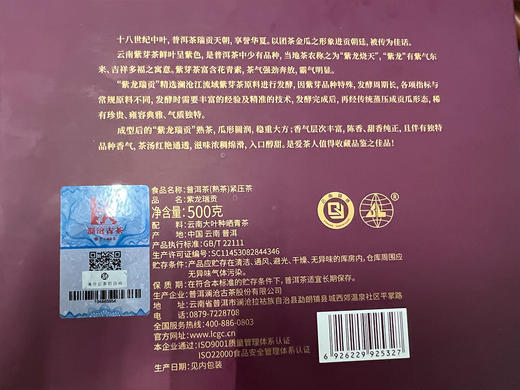 十八世纪中叶，普洱茶瑞贡天朝，享誉华夏。以团茶金瓜之形象进贡朝廷，被传为佳话。
云南紫芽茶鲜叶呈紫色，是普洱茶中少有品种，当地茶农称之为“紫龙烧天”，“紫龙”有紫气东
来、吉祥多福之寓意。紫芽茶富含花青素，茶气强劲奔放，霸气明显。
“紫龙瑞贡”精选澜沧江流域紫芽茶原料进行发酵，因紫芽品种特殊，发酵周期长，各项指标与
常规原料不同，发酵时需要丰富的经验及精准的技术，发酵完成后，再经传统蒸压成贡瓜形态，稀
有珍贵、雍容典雅、气质独特。
成型后的“紫龙瑞贡”熟茶，瓜形圆润，稳重大方；香气层次丰富，陈香、甜香纯正，且伴有独特
品种香气，茶汤红艳通透，滋味浓稠绵滑，入口醇甜。是爱茶人值得收藏品鉴之佳品！
食品名称：普洱茶(熟茶)紧压茶
品名：紫龙瑞贡
净含量:500克
配料：云南大叶种晒青茶
产地：中国 云南 普洱
产品执行标准：GB/T 22111
生产许可证编号：SC11453082844346
贮存条件：产品应贮存在清洁、通风、避光、干燥、无异味的库房内，仓库周围应
无异味气体污染。
保质期：在符合本标准的贮存条件下，普洱茶适宜长期保存。
生产企业：普洱澜沧古茶股份有限公司
地址：云南省普洱市澜沧拉祜族自治县勐朗镇县城西郊温泉社区平掌路
电话：0879-7228708
全国服务热线：400-886-0803
官方网址：www.lcgc.cn
本产品已通过：ISO9001质量管理体系认证
ISO22000食品安全管理体系认证
生产日期：见内包装
澜沧古茶
6926229925327